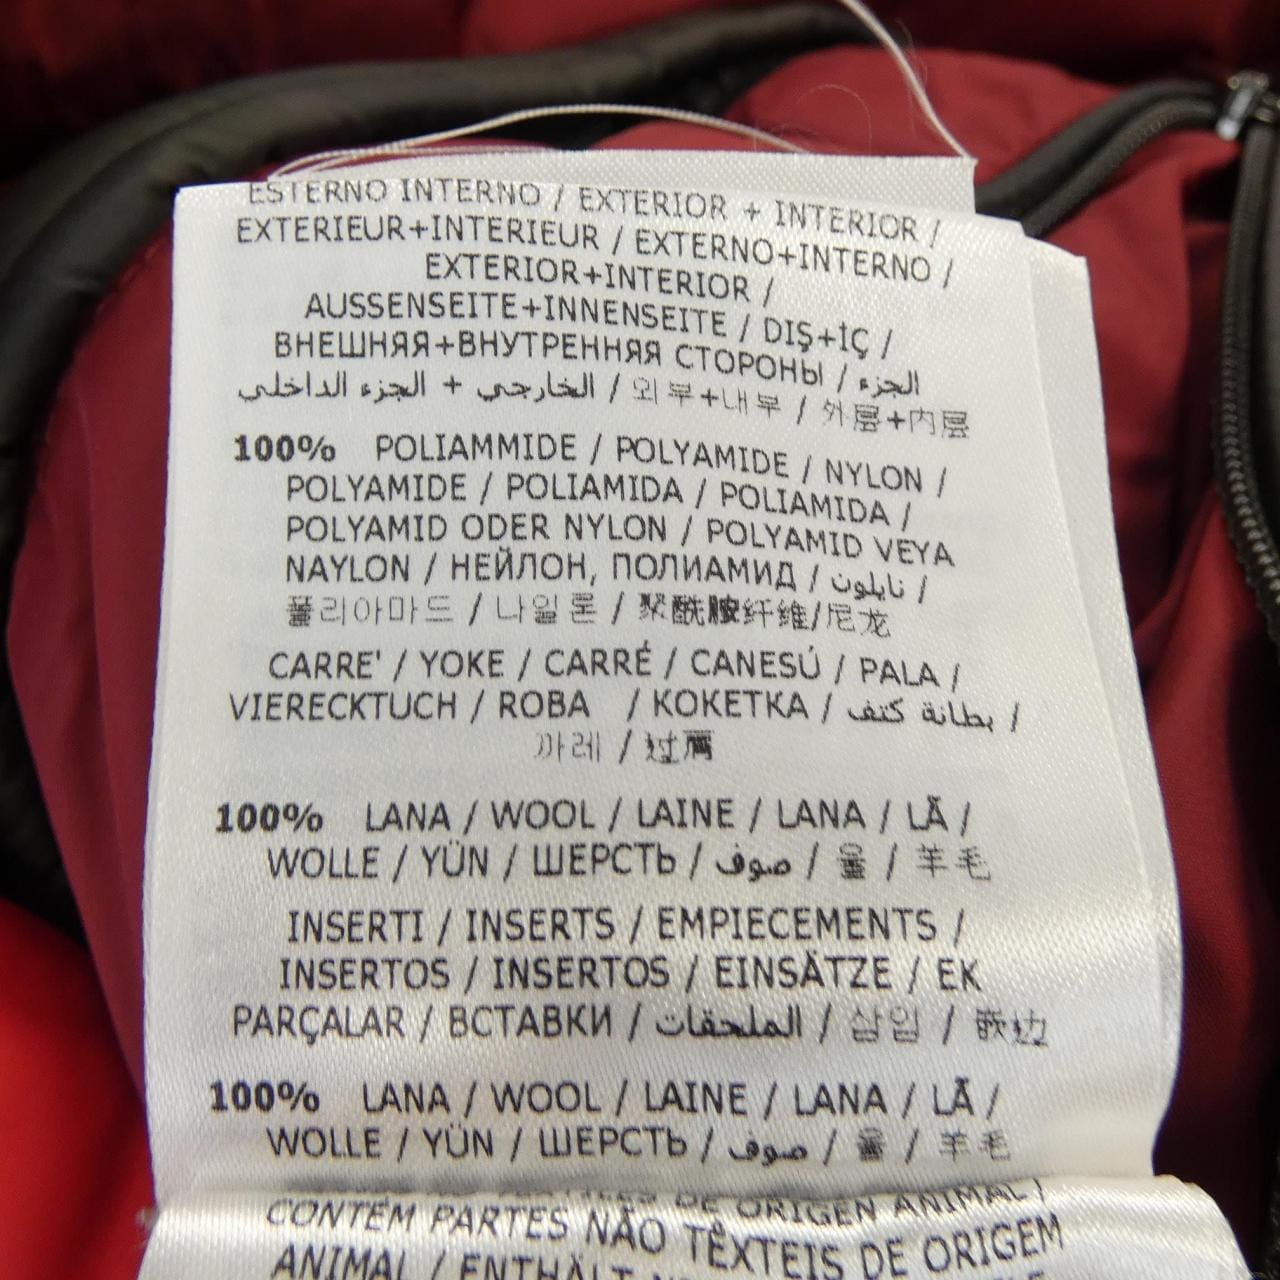 ESTERNO INTERNO / EXTERIOR + INTERIOR /
EXTERIEUR+INTERIEUR / EXTERNO+INTERNO /
EXTERIOR+INTERIOR /
AUSSENSEITE+INNENSEITE / DIŞ+İÇ /
ВНЕШНЯЯ+ВНУТРЕННЯЯ СТОРОНЫ / الجزء
الخارجي + الجزء الداخلي / 외부+내부 / 外层+内层
100% POLIAMMIDE / POLYAMIDE / NYLON /
POLYAMIDE / POLIAMIDA / POLIAMIDA /
POLYAMID ODER NYLON / POLYAMID VEYA
NAYLON / НЕЙЛОН, ПОЛИАМИД / نايلون /
폴리아마드 / 나일론 / 聚酰胺纤维/尼龙
CARRE' / YOKE / CARRÉ / CANESÚ / PALA /
VIERECKTUCH / ROBA / КОКЕТКА / بطانة كتف /
까레 / 过肩
100% LANA / WOOL / LAINE / LANA / LÃ /
WOLLE / YÜN / ШЕРСТЬ / صوف / 울 / 羊毛
INSERTI / INSERTS / EMPIECEMENTS /
INSERTOS / INSERTOS / EINSÄTZE / EK
PARÇALAR / ВСТАВКИ / الملحقات / 삽입 / 嵌边
100% LANA / WOOL / LAINE / LANA / LÃ /
WOLLE / YÜN / ШЕРСТЬ / صوف / 울 / 羊毛
DE ORIGEN ANIMAL /
CONTÉM PARTES NÃO TÊXTEIS DE ORIGEM
ANIMAL / ENTHÄLT